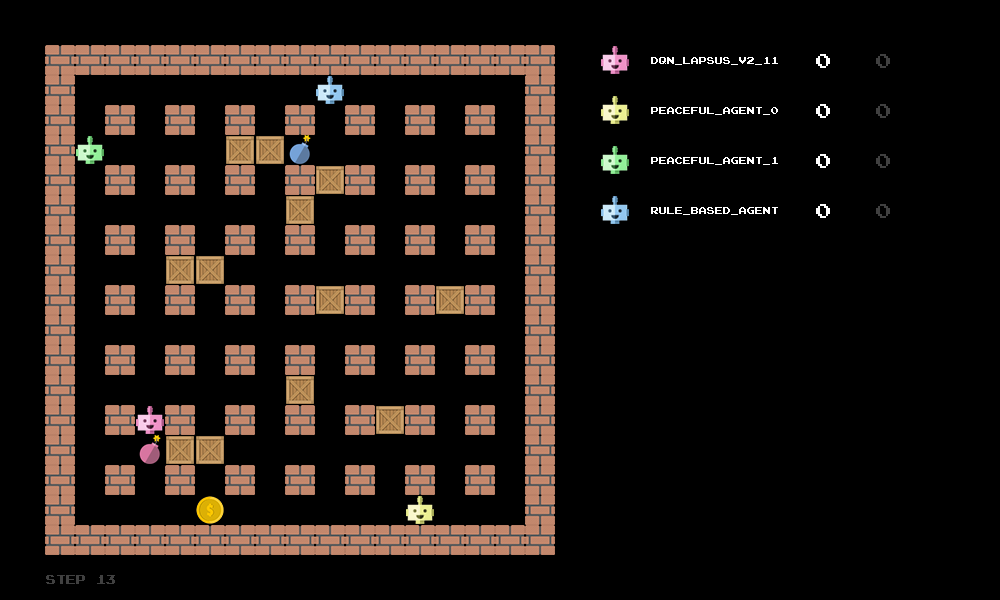 DQN_LAPSUS_V2_11 0 0
PEACEFUL_AGENT_0 0 0
PEACEFUL_AGENT_1 0 0
RULE_BASED_AGENT 0 0
$
STEP 13